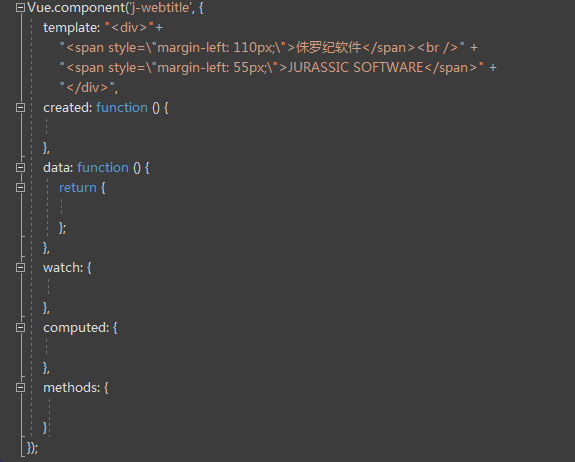 Vue.component('j-webtitle', {
template: "<div>"+
"<span style=\"margin-left: 110px;\">侏罗纪软件</span><br />" +
"<span style=\"margin-left: 55px;\">JURASSIC SOFTWARE</span>" +
"</div>",
created: function () {
},
data: function () {
return {
};
},
watch: {
},
computed: {
},
methods: {
}
});